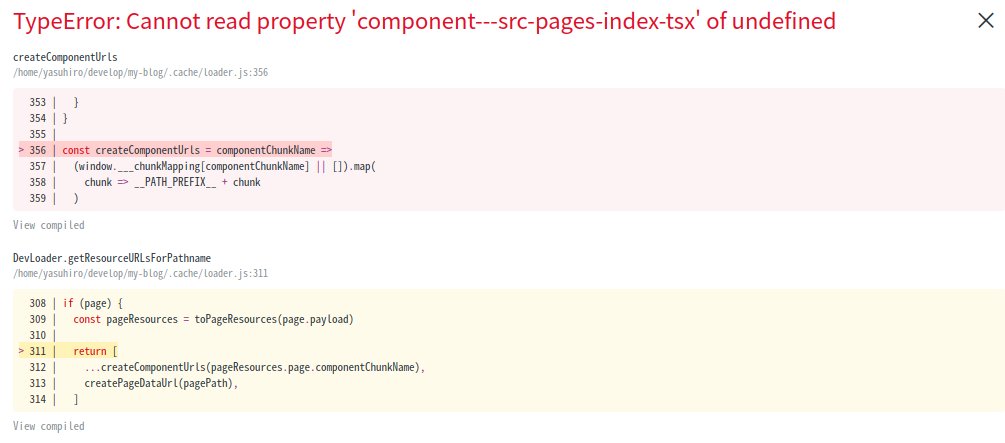 TypeError: Cannot read property 'component---src-pages-index-tsx' of undefined
createComponentUrls
/home/yasuhiro/develop/my-blog/.cache/loader.js:356
353 |   }
354 | }
355 |
> 356 | const createComponentUrls = componentChunkName =>
357 |   (window.___chunkMapping[componentChunkName] || []).map(
358 |     chunk => __PATH_PREFIX__ + chunk
359 |   )
View compiled
DevLoader.getResourceURLsForPathname
/home/yasuhiro/develop/my-blog/.cache/loader.js:311
308 | if (page) {
309 |   const pageResources = toPageResources(page.payload)
310 |
> 311 |   return [
312 |     ...createComponentUrls(pageResources.page.componentChunkName),
313 |     createPageDataUrl(pagePath),
314 |   ]
View compiled